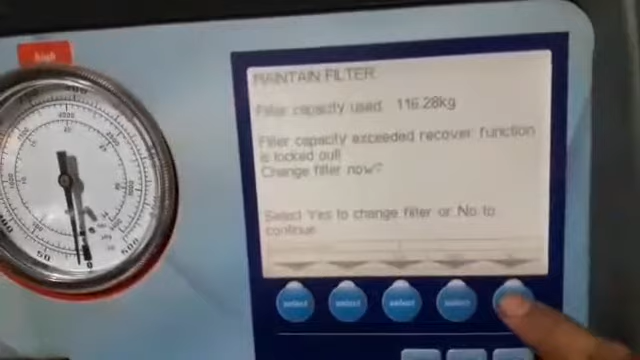 high
MAINTAIN FILTER
Filter capacity used 116.28kg
Filter capacity exceeded recover function
is locked out!
Change filter now?
Select Yes to change filter or No to
continue
select select select select